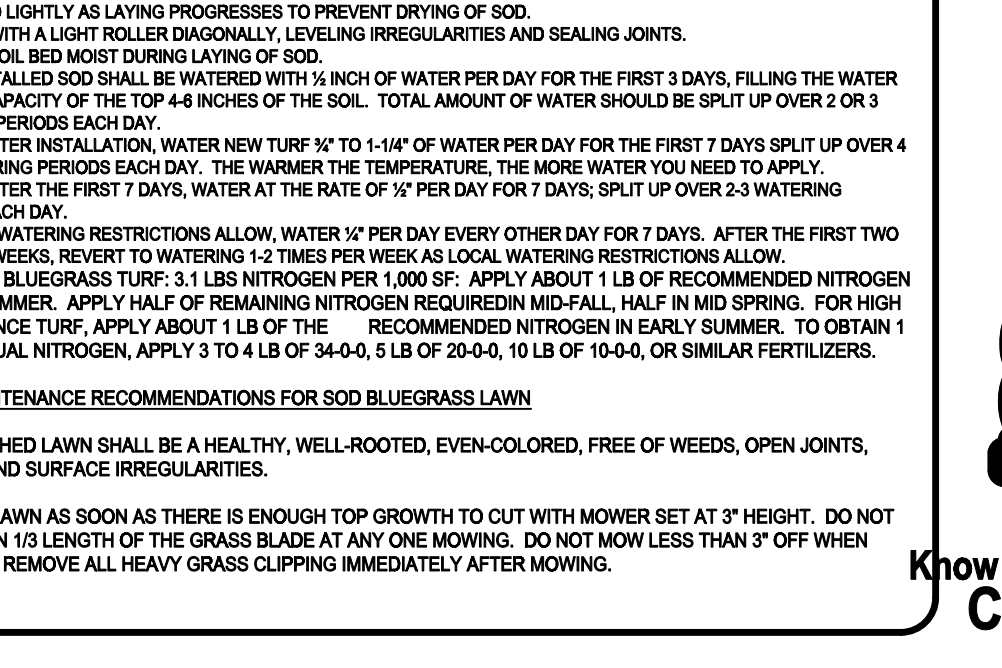 LIGHTLY AS LAYING PROGRESSES TO PREVENT DRYING OF SOD.
WITH A LIGHT ROLLER DIAGONALLY, LEVELING IRREGULARITIES AND SEALING JOINTS.
OIL BED MOIST DURING LAYING OF SOD.
TALLED SOD SHALL BE WATERED WITH ½ INCH OF WATER PER DAY FOR THE FIRST 3 DAYS, FILLING THE WATER
APACITY OF THE TOP 4-6 INCHES OF THE SOIL. TOTAL AMOUNT OF WATER SHOULD BE SPLIT UP OVER 2 OR 3
PERIODS EACH DAY.
TER INSTALLATION, WATER NEW TURF ¾" TO 1-1/4" OF WATER PER DAY FOR THE FIRST 7 DAYS SPLIT UP OVER 4
RING PERIODS EACH DAY. THE WARMER THE TEMPERATURE, THE MORE WATER YOU NEED TO APPLY.
TER THE FIRST 7 DAYS, WATER AT THE RATE OF ½" PER DAY FOR 7 DAYS; SPLIT UP OVER 2-3 WATERING
ACH DAY.
WATERING RESTRICTIONS ALLOW, WATER ¼" PER DAY EVERY OTHER DAY FOR 7 DAYS. AFTER THE FIRST TWO
WEEKS, REVERT TO WATERING 1-2 TIMES PER WEEK AS LOCAL WATERING RESTRICTIONS ALLOW.
BLUEGRASS TURF: 3.1 LBS NITROGEN PER 1,000 SF: APPLY ABOUT 1 LB OF RECOMMENDED NITROGEN
MMER. APPLY HALF OF REMAINING NITROGEN REQUIREDIN MID-FALL, HALF IN MID SPRING. FOR HIGH
NCE TURF, APPLY ABOUT 1 LB OF THE RECOMMENDED NITROGEN IN EARLY SUMMER. TO OBTAIN 1
UAL NITROGEN, APPLY 3 TO 4 LB OF 34-0-0, 5 LB OF 20-0-0, 10 LB OF 10-0-0, OR SIMILAR FERTILIZERS.
NTENANCE RECOMMENDATIONS FOR SOD BLUEGRASS LAWN
HED LAWN SHALL BE A HEALTHY, WELL-ROOTED, EVEN-COLORED, FREE OF WEEDS, OPEN JOINTS,
ND SURFACE IRREGULARITIES.
AWN AS SOON AS THERE IS ENOUGH TOP GROWTH TO CUT WITH MOWER SET AT 3" HEIGHT. DO NOT
N 1/3 LENGTH OF THE GRASS BLADE AT ANY ONE MOWING. DO NOT MOW LESS THAN 3" OFF WHEN
REMOVE ALL HEAVY GRASS CLIPPING IMMEDIATELY AFTER MOWING.
Know
C